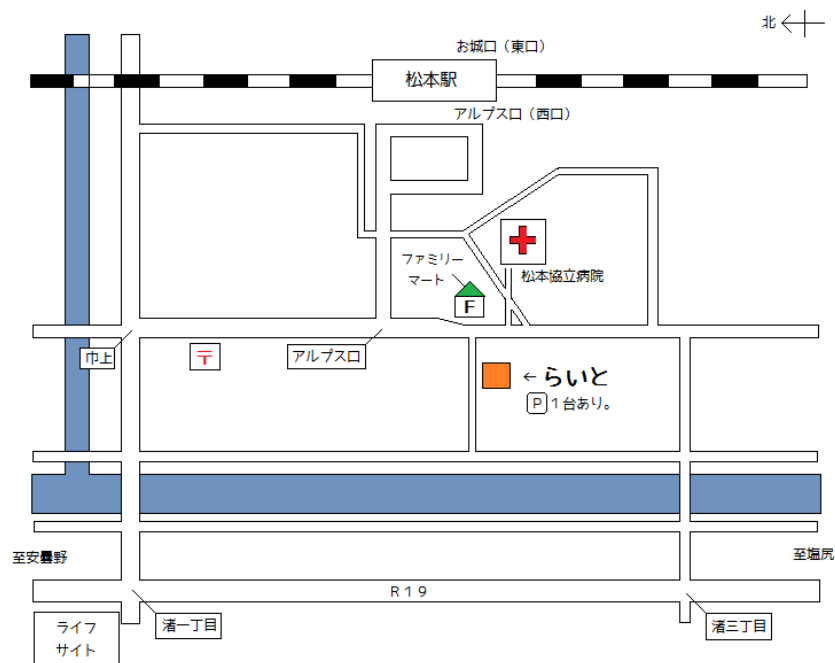 北
お城口（東口）
松本駅
アルプス口（西口）
ファミリー
マート
松本協立病院
F
巾上
〒
アルプス口
← らいと
P 1台あり。
至安曇野
至塩尻
R19
渚一丁目
渚三丁目
ライフ
サイト